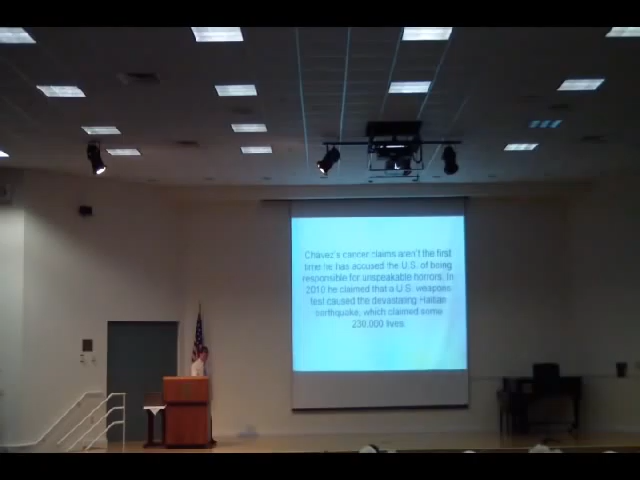 Chavez's cancer claims aren't the first
time he has accused the U.S. of being
responsible for unspeakable horrors. In
2010 he claimed that a U.S. weapons
test caused the devastating Haitian
earthquake, which claimed some
230,000 lives.